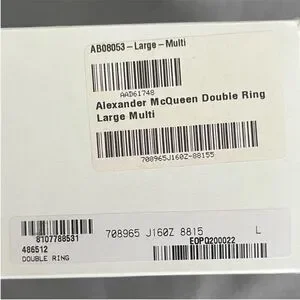 AB08053-Large-Multi
AAD61748
Alexander McQueen Double Ring
Large Multi
708965J160Z-88155
8107788531
486512
DOUBLE RING
708965 J160Z 8815 L
EOPO200022